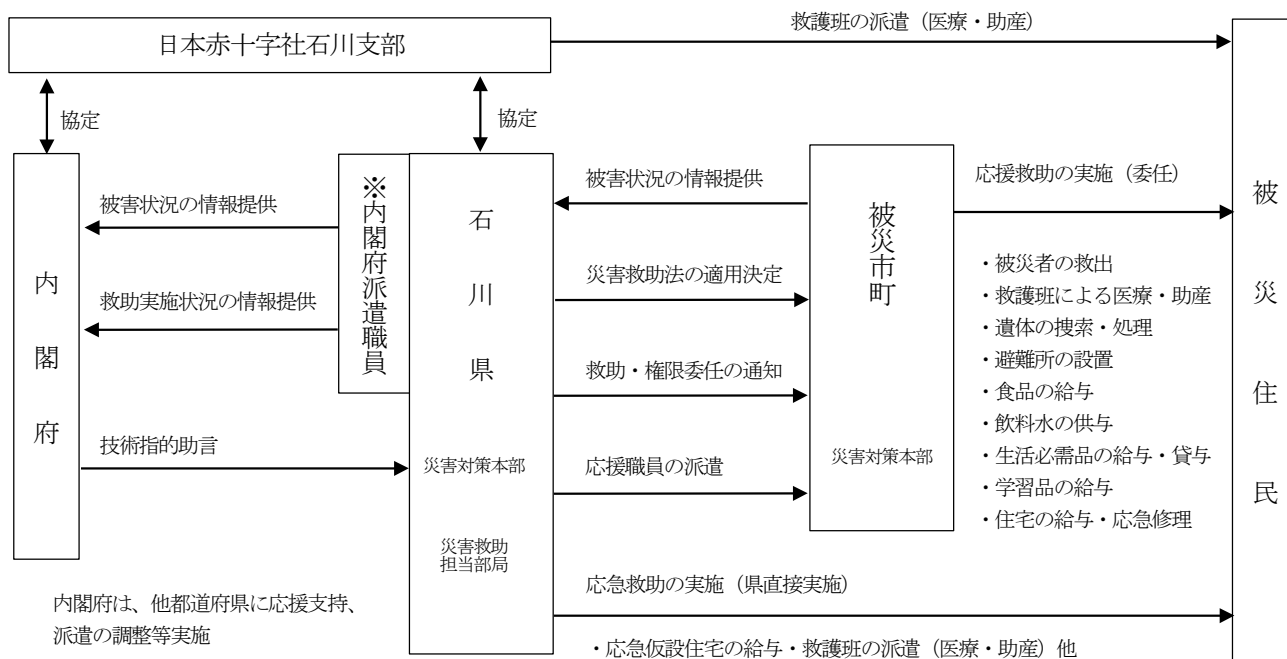 救護班の派遣（医療・助産）
日本赤十字社石川支部
協定
協定
被害状況の情報提供
救助実施状況の情報提供
技術指的助言
内閣府
※内閣府派遣職員
石川県
災害対策本部
災害救助
担当部局
被害状況の情報提供
災害救助法の適用決定
救助・権限委任の通知
応援職員の派遣
被災市町
災害対策本部
応援救助の実施（委任）
・被災者の救出
・救護班による医療・助産
・遺体の捜索・処理
・避難所の設置
・食品の給与
・飲料水の供与
・生活必需品の給与・貸与
・学習品の給与
・住宅の給与・応急修理
被災住民
内閣府は、他都道府県に応援支持、
派遣の調整等実施
応急救助の実施（県直接実施）
・応急仮設住宅の給与・救護班の派遣（医療・助産）他